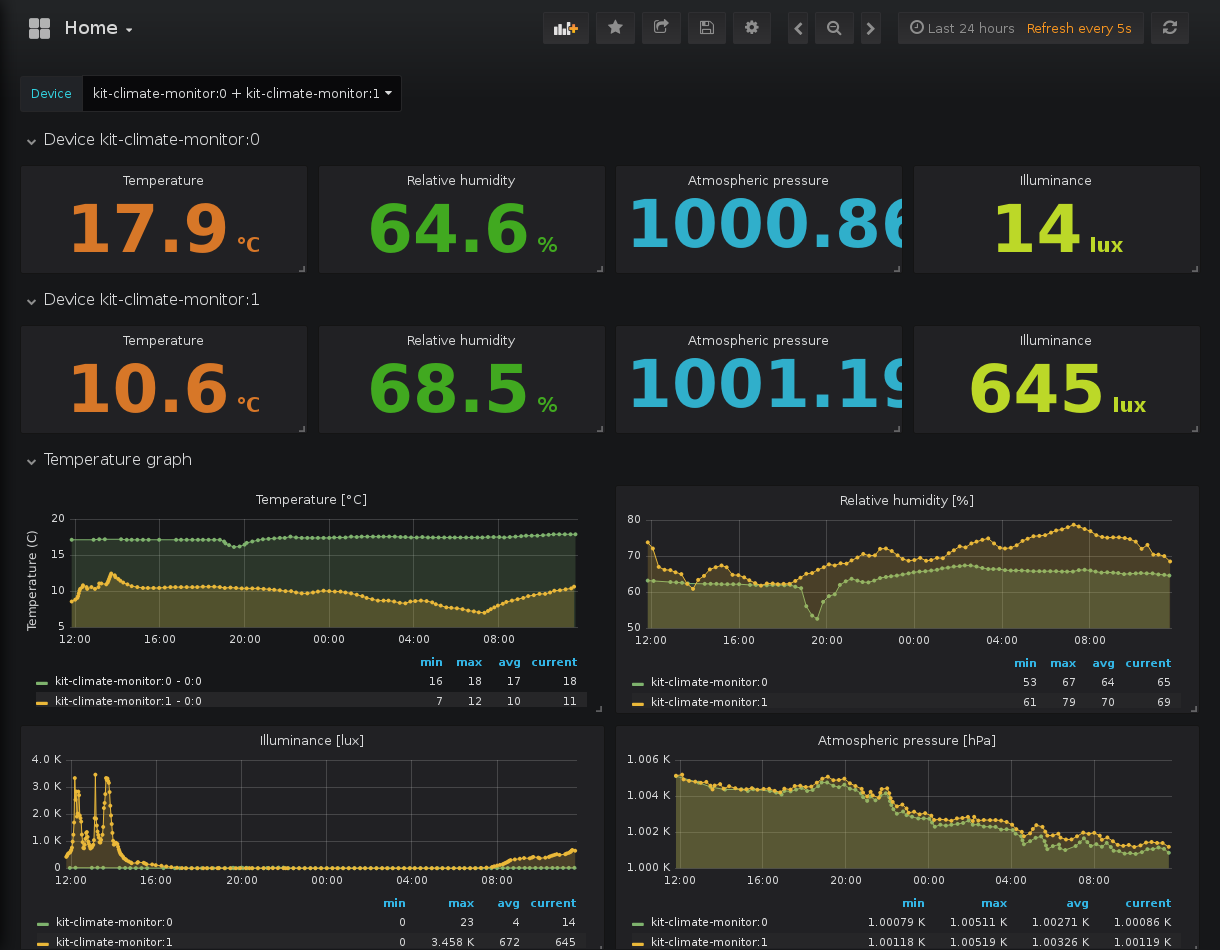 Home
Last 24 hours Refresh every 5s
Device kit-climate-monitor:0 + kit-climate-monitor:1
Device kit-climate-monitor:0
Temperature Relative humidity Atmospheric pressure Illuminance
17.9 °C 64.6 % 1000.86 14 lux
Device kit-climate-monitor:1
Temperature Relative humidity Atmospheric pressure Illuminance
10.6 °C 68.5 % 1001.19 645 lux
Temperature graph
Temperature [°C]
Temperature (C)
20
15
10
5
12:00 16:00 20:00 00:00 04:00 08:00
min max avg current
kit-climate-monitor:0 - 0:0 16 18 17 18
kit-climate-monitor:1 - 0:0 7 12 10 11
Relative humidity [%]
80
70
60
50
12:00 16:00 20:00 00:00 04:00 08:00
min max avg current
kit-climate-monitor:0 53 67 64 65
kit-climate-monitor:1 61 79 70 69
Illuminance [lux]
4.0 K
3.0 K
2.0 K
1.0 K
0
12:00 16:00 20:00 00:00 04:00 08:00
min max avg current
kit-climate-monitor:0 0 23 4 14
kit-climate-monitor:1 0 3.458 K 672 645
Atmospheric pressure [hPa]
1.006 K
1.004 K
1.002 K
1.000 K
12:00 16:00 20:00 00:00 04:00 08:00
min max avg current
kit-climate-monitor:0 1.00079 K 1.00511 K 1.00271 K 1.00086 K
kit-climate-monitor:1 1.00118 K 1.00519 K 1.00326 K 1.00119 K